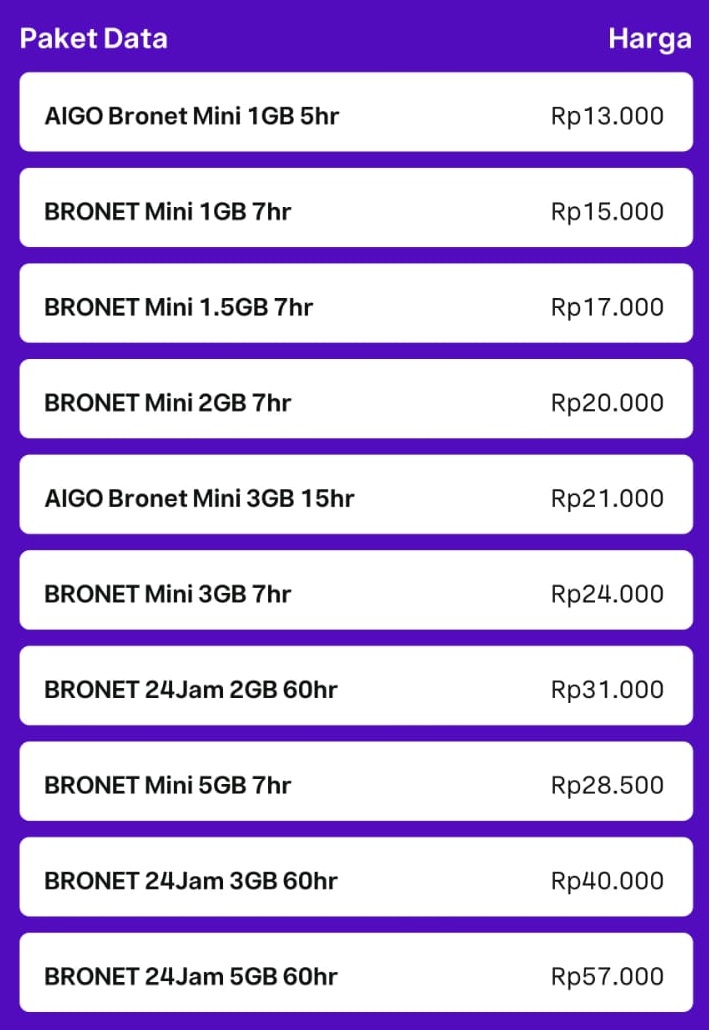 Paket Data Harga
AIGO Bronet Mini 1GB 5hr Rp13.000
BRONET Mini 1GB 7hr Rp15.000
BRONET Mini 1.5GB 7hr Rp17.000
BRONET Mini 2GB 7hr Rp20.000
AIGO Bronet Mini 3GB 15hr Rp21.000
BRONET Mini 3GB 7hr Rp24.000
BRONET 24Jam 2GB 60hr Rp31.000
BRONET Mini 5GB 7hr Rp28.500
BRONET 24Jam 3GB 60hr Rp40.000
BRONET 24Jam 5GB 60hr Rp57.000